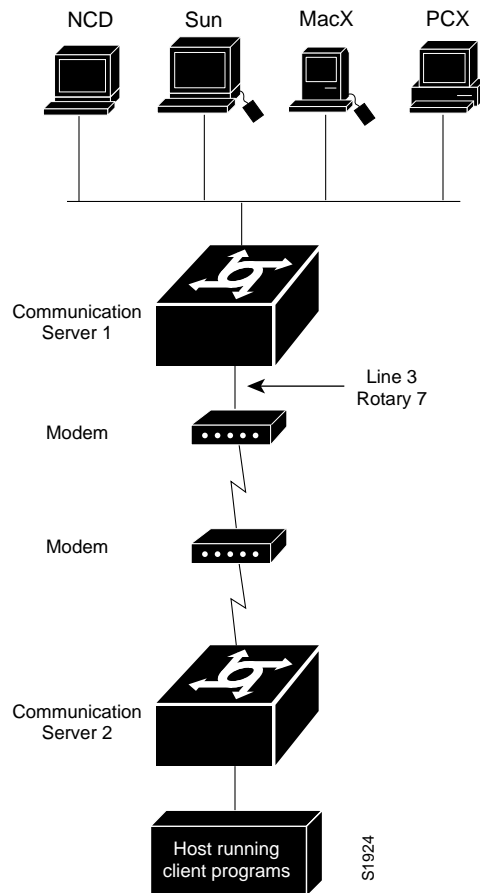 NCD
Sun
MacX
PCX
Communication
Server 1
Line 3
Rotary 7
Modem
Modem
Communication
Server 2
Host running
client programs
S1924